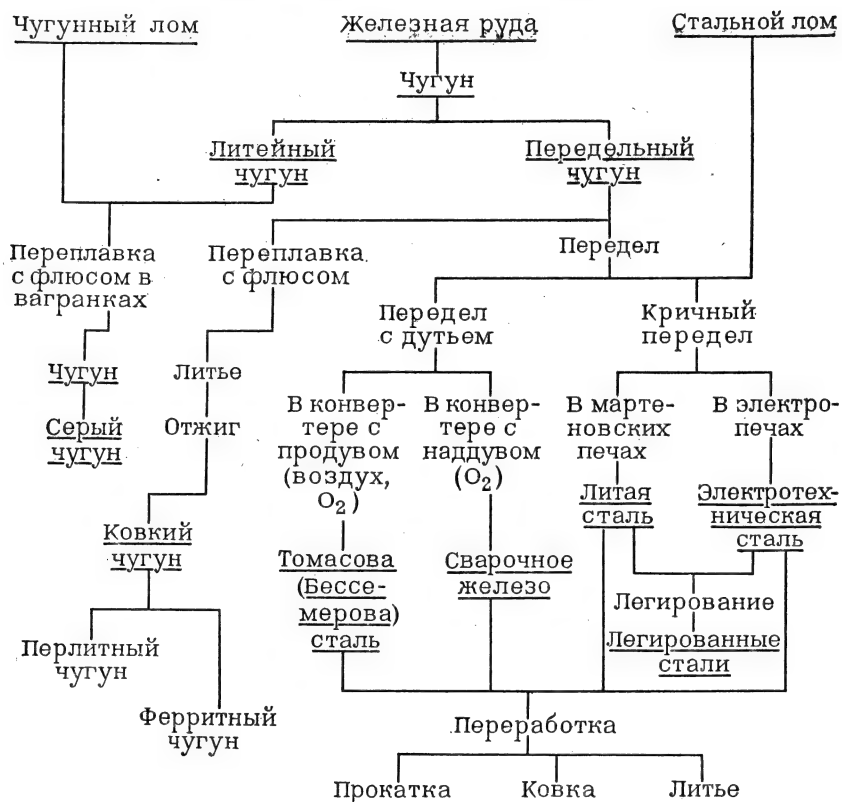 Чугунный лом
Железная руда
Стальной лом
Чугун
Литейный
чугун
Передельный
чугун
Переплавка
с флюсом в
вагранках
Переплавка
с флюсом
Передел
Передел
с дутьем
Кричный
передел
Чугун
Серый
чугун
Литье
Отжиг
В конвер-
тере с
продувом
(воздух,
O₂)
В конвер-
тере с
наддувом
(O₂)
В марте-
новских
печах
В электро-
печах
Литая
сталь
Электротех-
ническая
сталь
Ковкий
чугун
Томасова
(Бессе-
мерова)
сталь
Сварочное
железо
Легирование
Легированные
стали
Перлитный
чугун
Ферритный
чугун
Переработка
Прокатка
Ковка
Литье